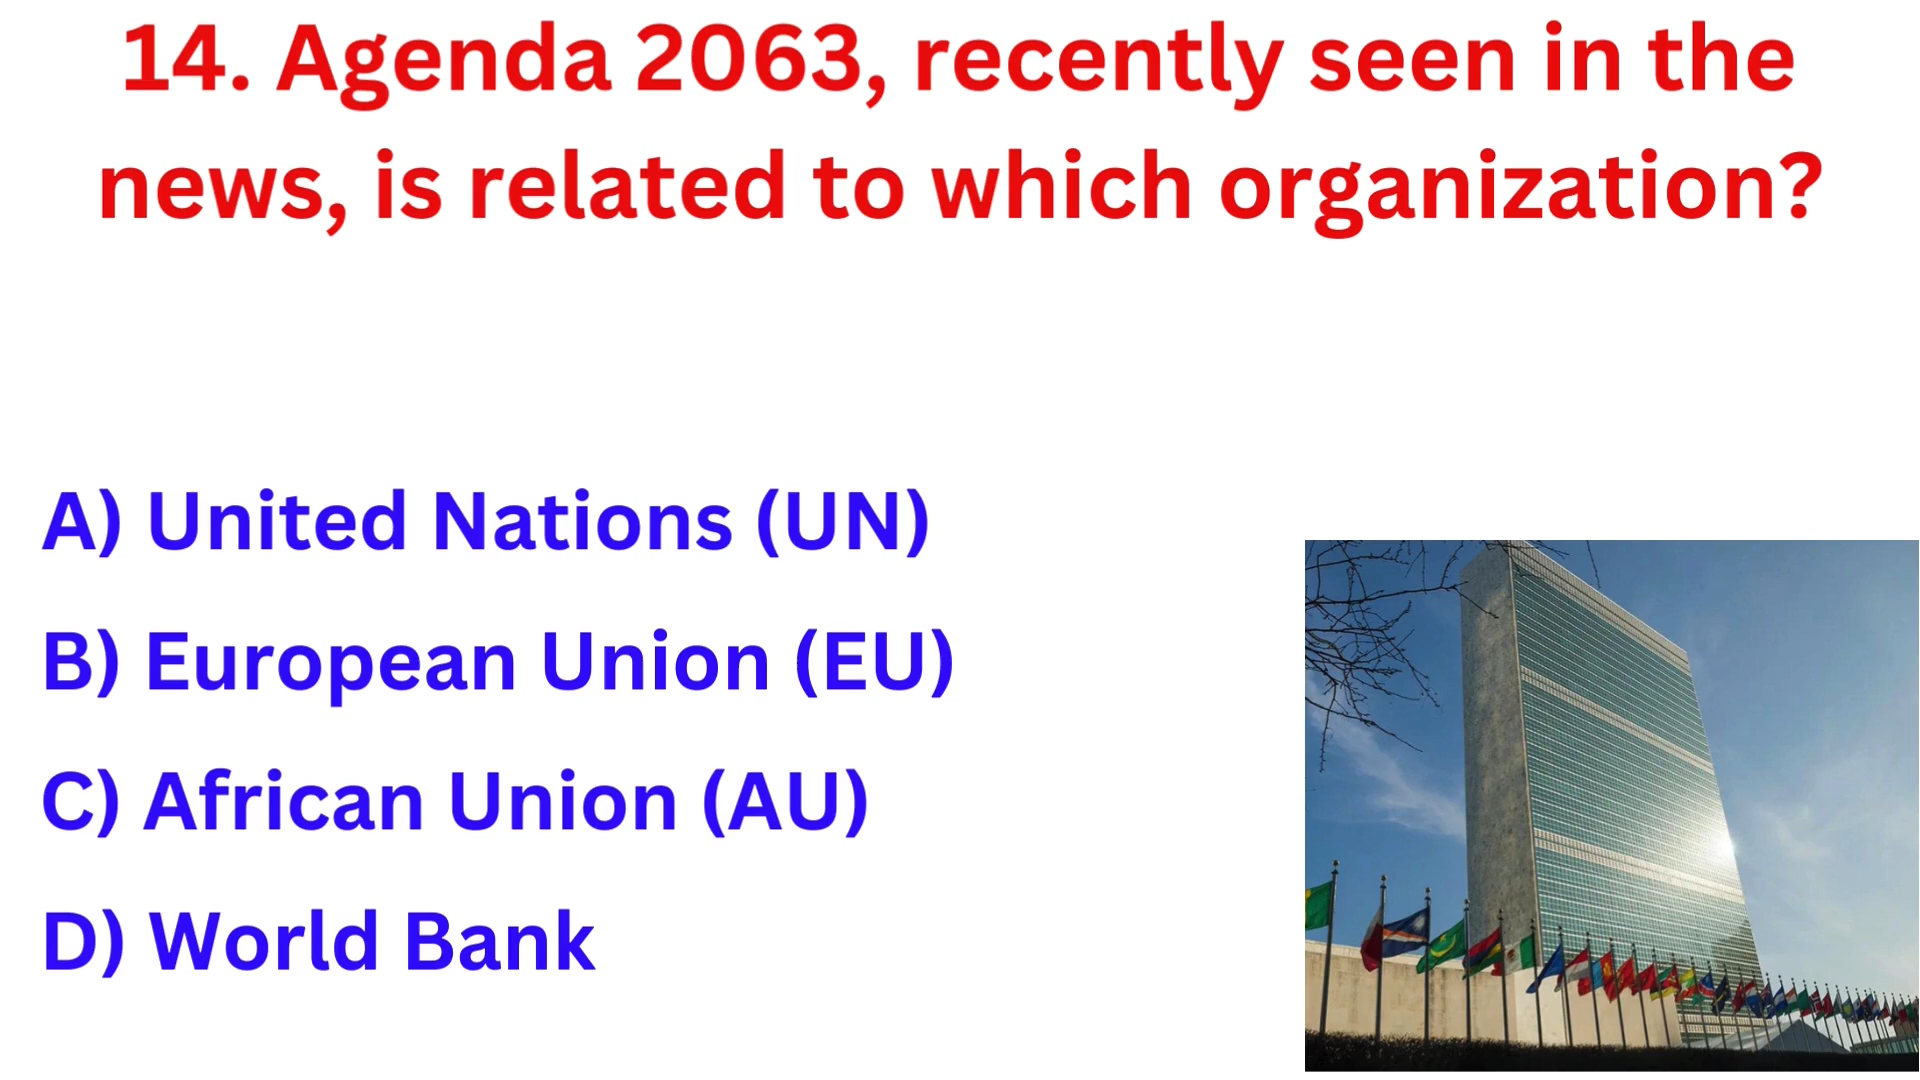 14. Agenda 2063, recently seen in the
news, is related to which organization?
A) United Nations (UN)
B) European Union (EU)
C) African Union (AU)
D) World Bank